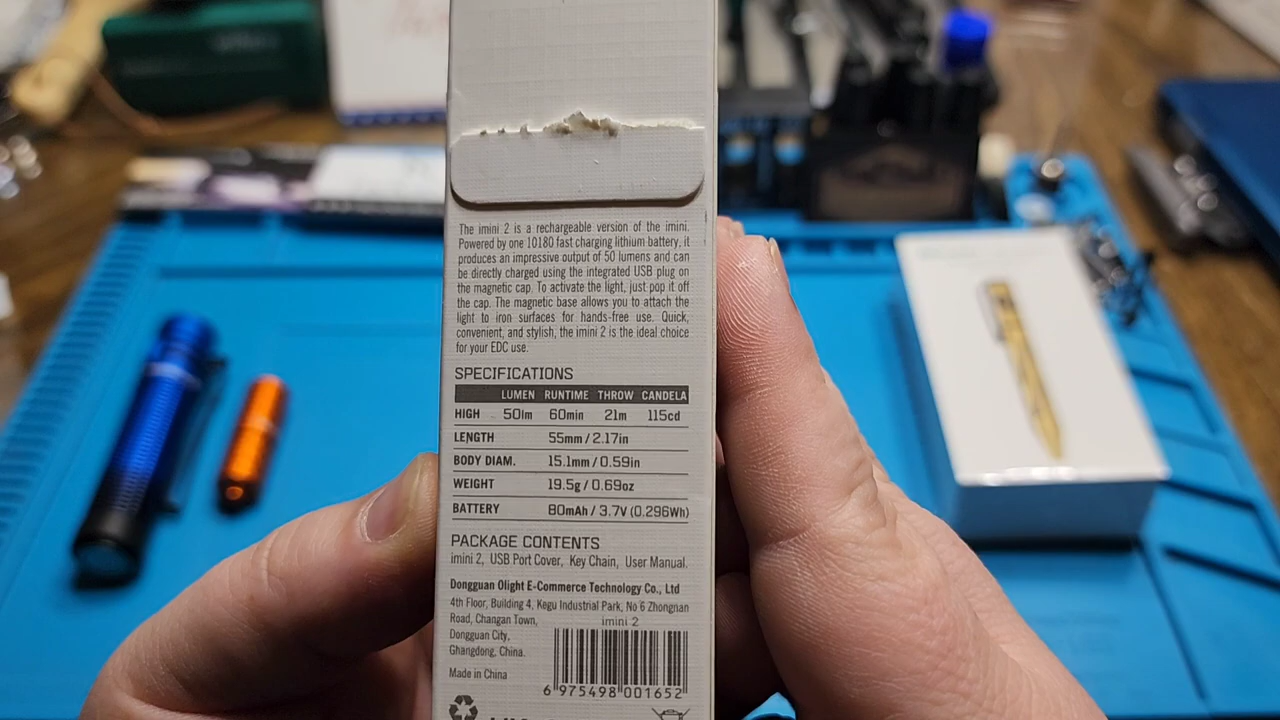 The imini 2 is a rechargeable version of the imini.
Powered by one 10180 fast charging lithium battery, it
produces an impressive output of 50 lumens and can
be directly charged using the integrated USB plug on
the magnetic cap. To activate the light, just pop it off
the cap. The magnetic base allows you to attach the
light to iron surfaces for hands-free use. Quick,
convenient, and stylish, the imini 2 is the ideal choice
for your EDC use.
SPECIFICATIONS
LUMEN RUNTIME THROW CANDELA
HIGH 50lm 60min 21m 115cd
LENGTH 55mm / 2.17in
BODY DIAM. 15.1mm / 0.59in
WEIGHT 19.5g / 0.69oz
BATTERY 80mAh / 3.7V (0.296Wh)
PACKAGE CONTENTS
imini 2, USB Port Cover, Key Chain, User Manual.
Dongguan Olight E-Commerce Technology Co., Ltd
4th Floor, Building 4, Kegu Industrial Park, No 6 Zhongnan
Road, Changan Town,
Dongguan City,
Ghangdong, China.
Made in China
imini 2
6 975498 001652